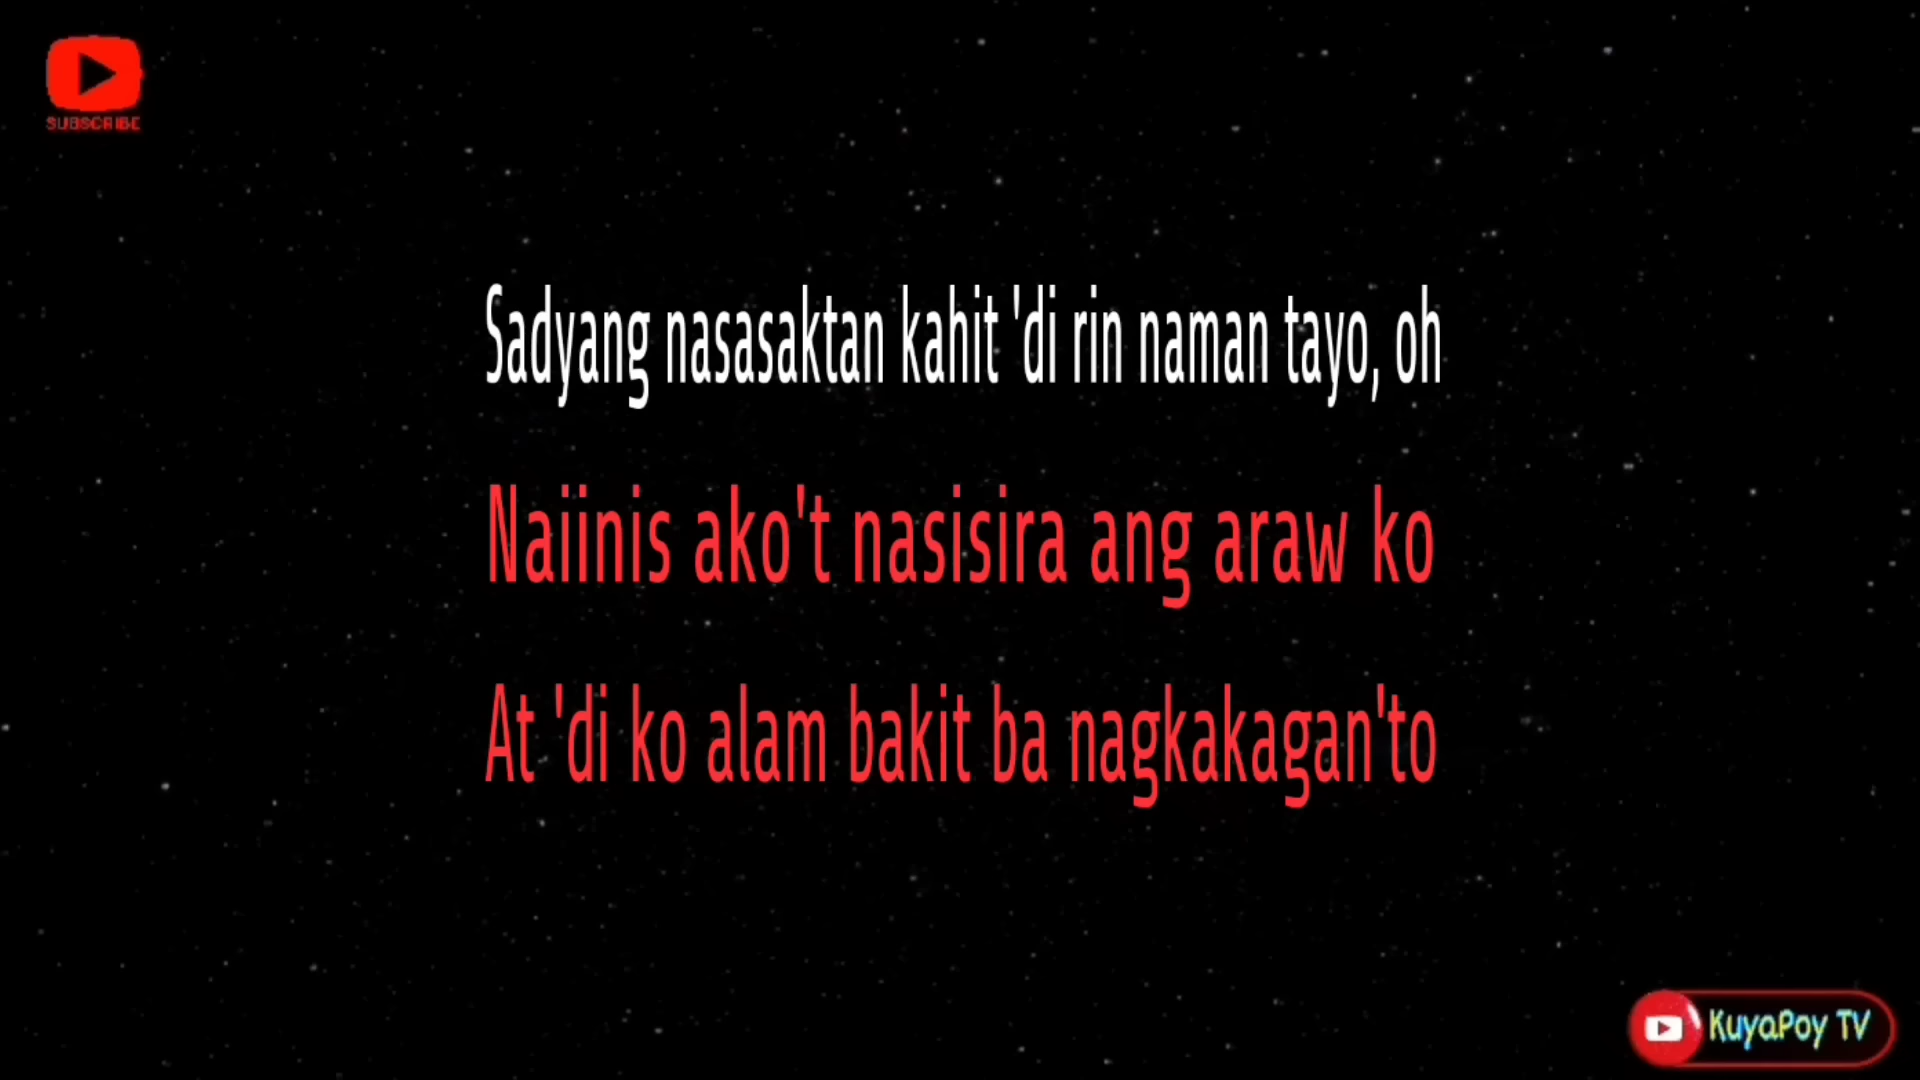 SUBSCRIBE
Sadyang nasasaktan kahit 'di rin naman tayo, oh
Naiinis ako't nasisira ang araw ko
At 'di ko alam bakit ba nagkakagan'to
KuyaPoy TV